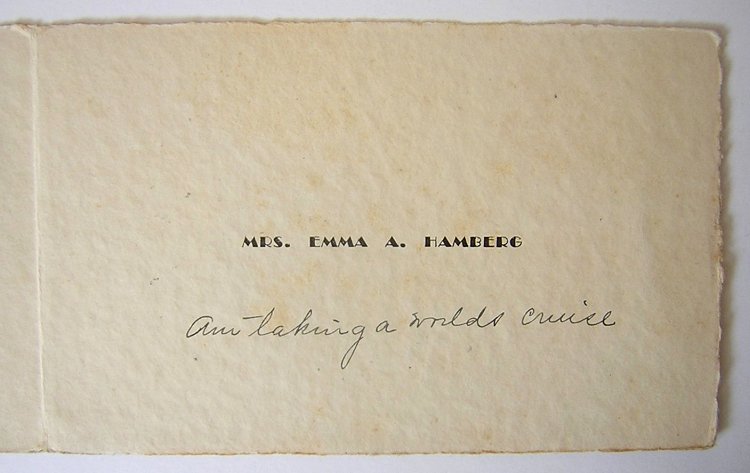 MRS. EMMA A. HAMBERG
Am taking a worlds cruise